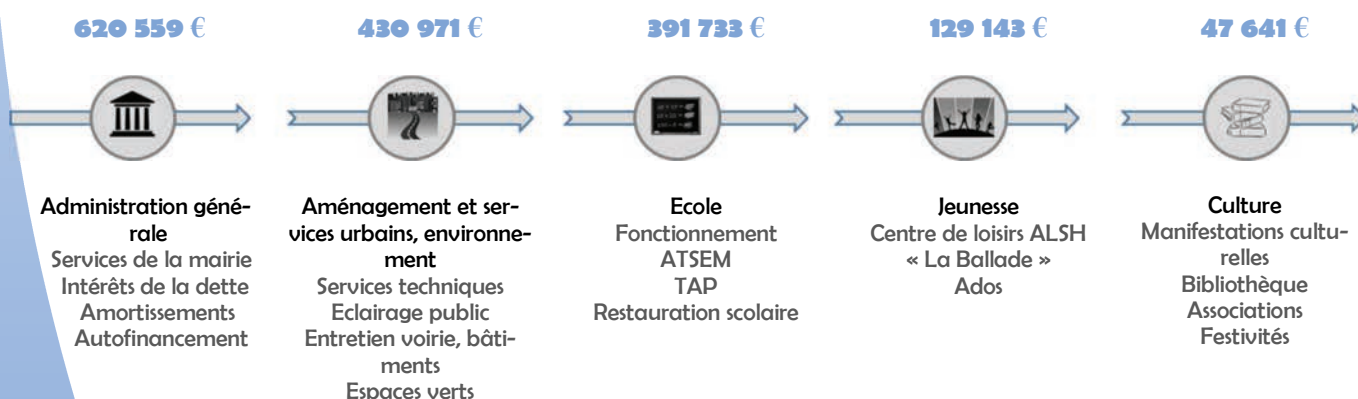 620 559 €
Administration géné-
rale
Services de la mairie
Intérêts de la dette
Amortissements
Autofinancement
430 971 €
Aménagement et ser-
vices urbains, environne-
ment
Services techniques
Eclairage public
Entretien voirie, bâti-
ments
Espaces verts
391 733 €
Ecole
Fonctionnement
ATSEM
TAP
Restauration scolaire
129 143 €
Jeunesse
Centre de loisirs ALSH
« La Ballade »
Ados
47 641 €
Culture
Manifestations cultu-
relles
Bibliothèque
Associations
Festivités